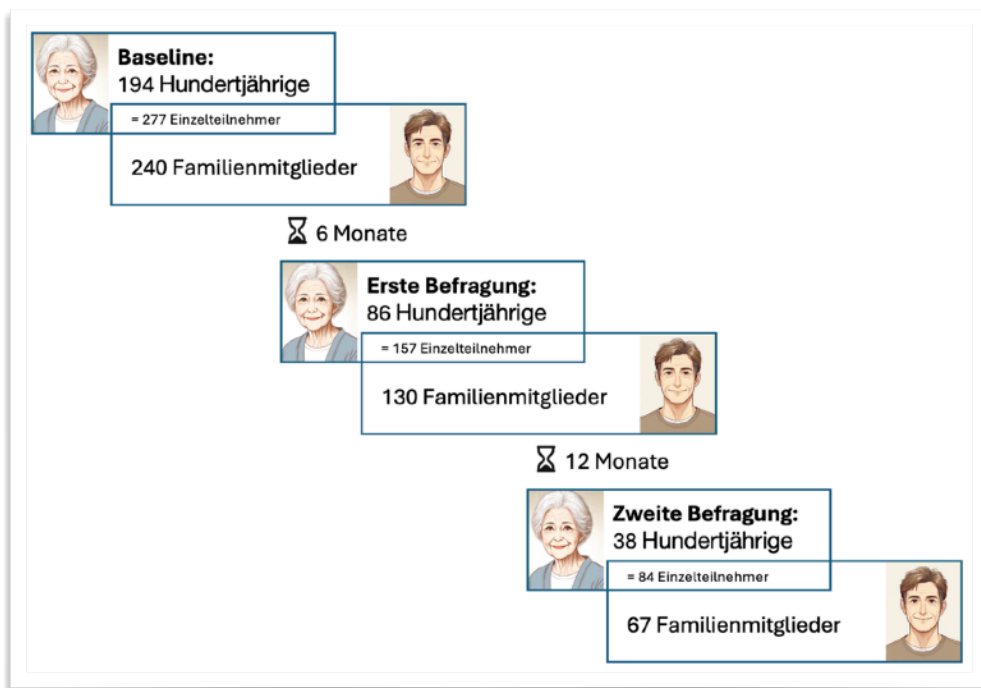 Baseline:
194 Hundertjährige
= 277 Einzelteilnehmer
240 Familienmitglieder
6 Monate
Erste Befragung:
86 Hundertjährige
= 157 Einzelteilnehmer
130 Familienmitglieder
12 Monate
Zweite Befragung:
38 Hundertjährige
= 84 Einzelteilnehmer
67 Familienmitglieder